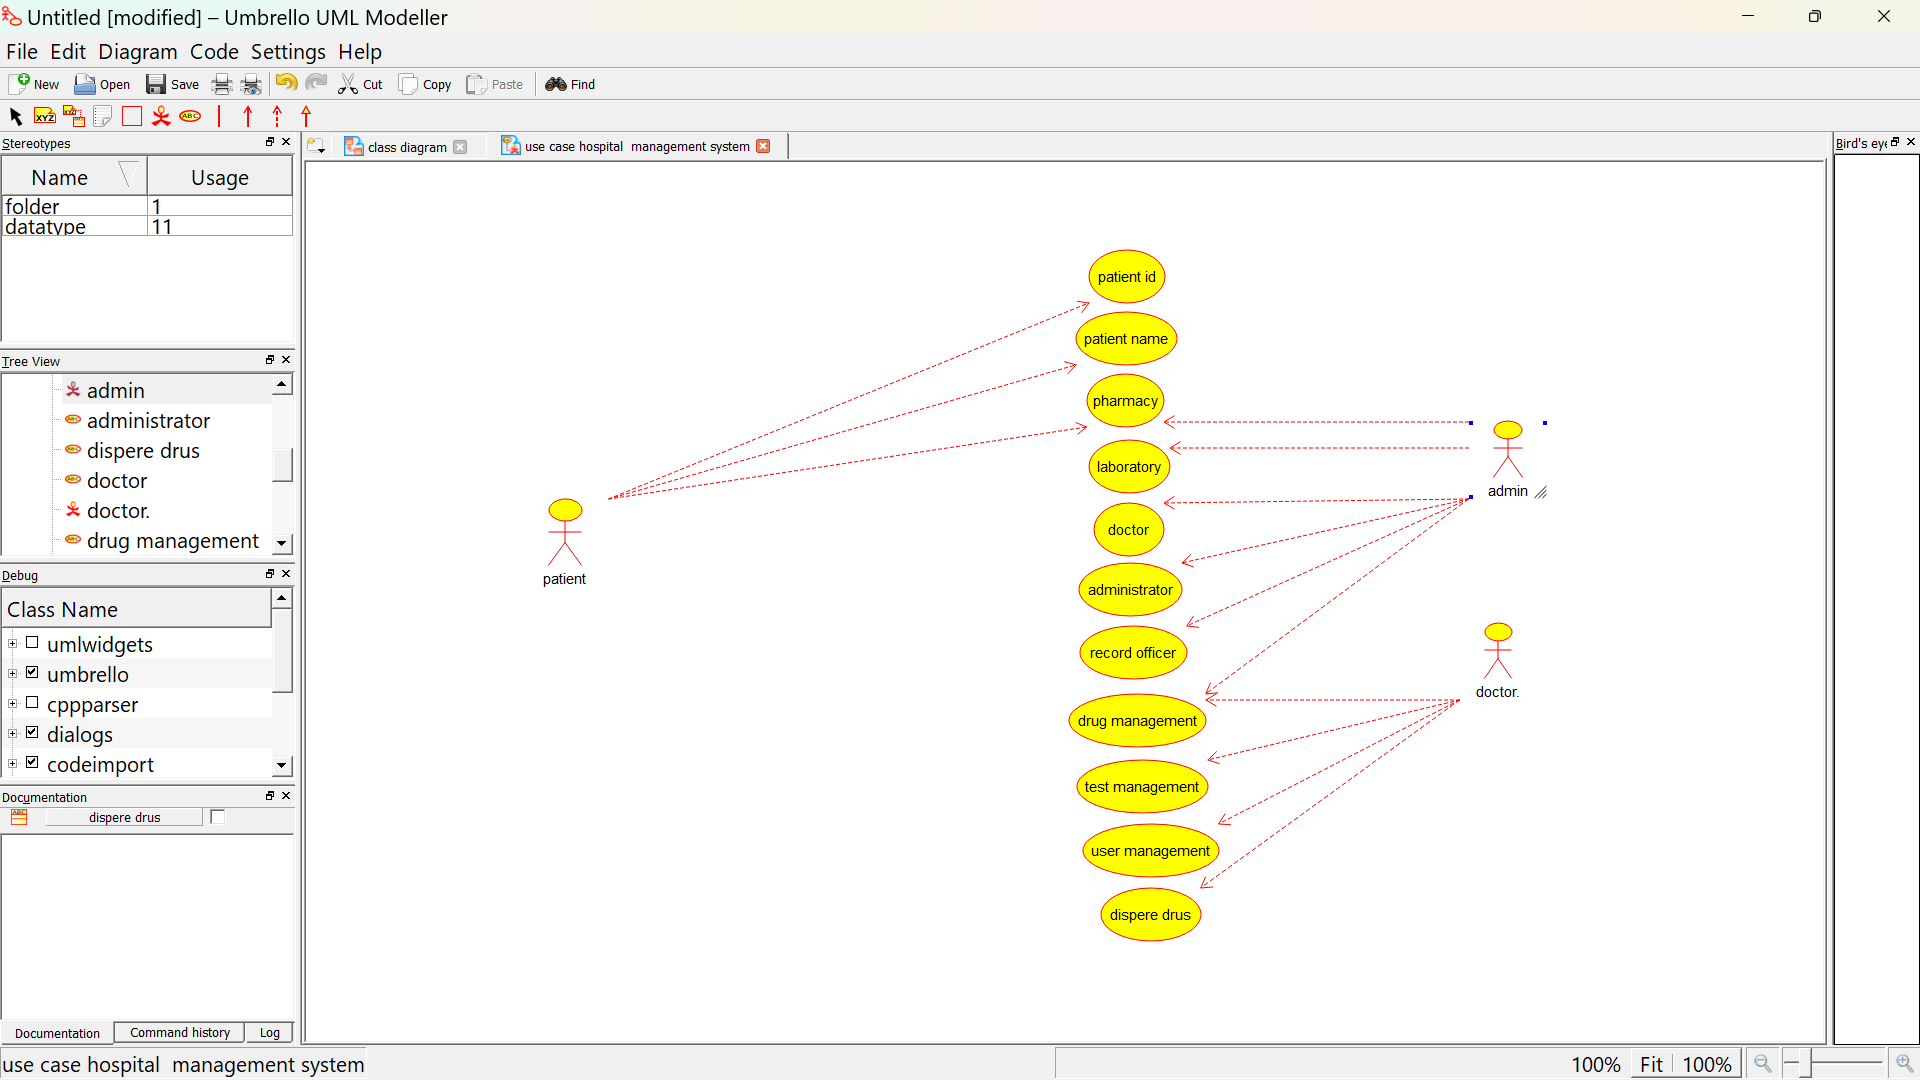 Untitled [modified] – Umbrello UML Modeller
File Edit Diagram Code Settings Help
New Open Save Cut Copy Paste Find
XYZ XYZ ABC
Stereotypes
Name Usage
folder 1
datatype 11
Tree View
admin
administrator
dispere drus
doctor
doctor.
drug management
Debug
Class Name
umlwidgets
umbrello
cppparser
dialogs
codeimport
Documentation
dispere drus
Documentation Command history Log
class diagram
use case hospital management system
patient id
patient name
pharmacy
laboratory
doctor
administrator
record officer
drug management
test management
user management
dispere drus
patient
admin
doctor.
Bird's eye
use case hospital management system
100% Fit 100%